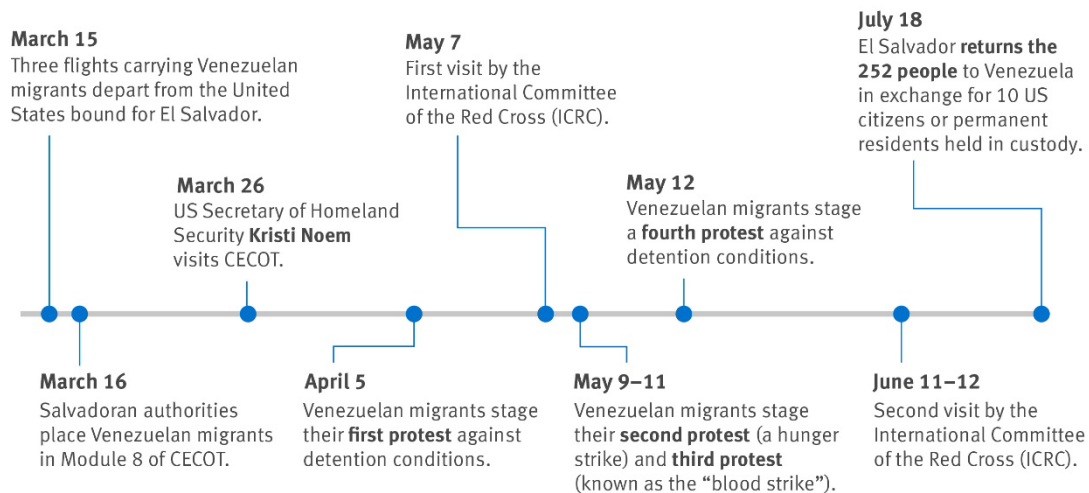 March 15
Three flights carrying Venezuelan
migrants depart from the United
States bound for El Salvador.
March 16
Salvadoran authorities
place Venezuelan migrants
in Module 8 of CECOT.
March 26
US Secretary of Homeland
Security Kristi Noem
visits CECOT.
April 5
Venezuelan migrants stage
their first protest against
detention conditions.
May 7
First visit by the
International Committee
of the Red Cross (ICRC).
May 9–11
Venezuelan migrants stage
their second protest (a hunger
strike) and third protest
(known as the “blood strike”).
May 12
Venezuelan migrants stage
a fourth protest against
detention conditions.
June 11–12
Second visit by the
International Committee
of the Red Cross (ICRC).
July 18
El Salvador returns the
252 people to Venezuela
in exchange for 10 US
citizens or permanent
residents held in custody.